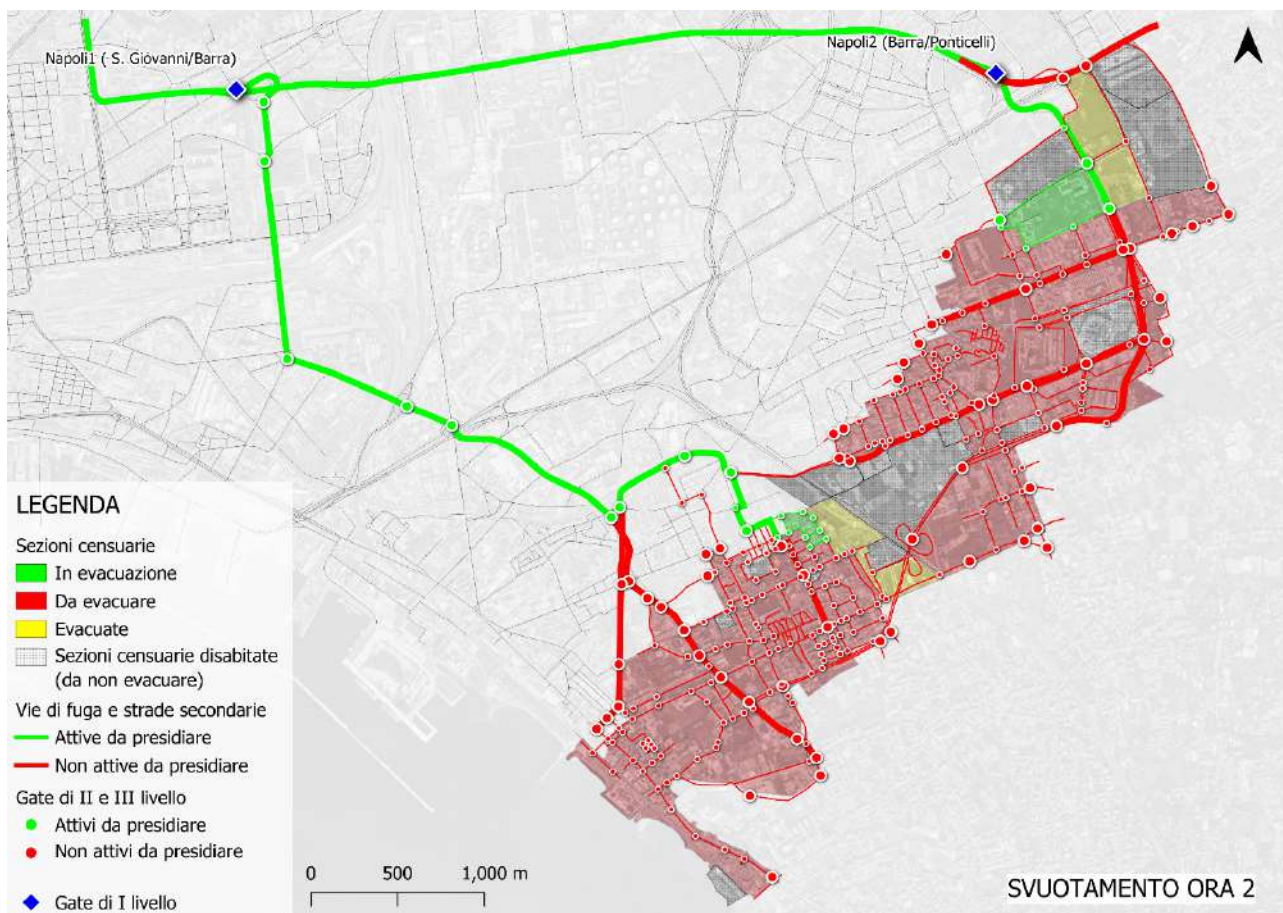 Napoli1 ( S. Giovanni/Barra)
Napoli2 (Barra/Ponticelli)
LEGENDA
Sezioni censuarie
In evacuazione
Da evacuare
Evacuate
Sezioni censuarie disabitate
(da non evacuare)
Vie di fuga e strade secondarie
Attive da presidiare
Non attive da presidiare
Gate di II e III livello
Attivi da presidiare
Non attivi da presidiare
Gate di I livello
0 500 1,000 m
SVUOTAMENTO ORA 2